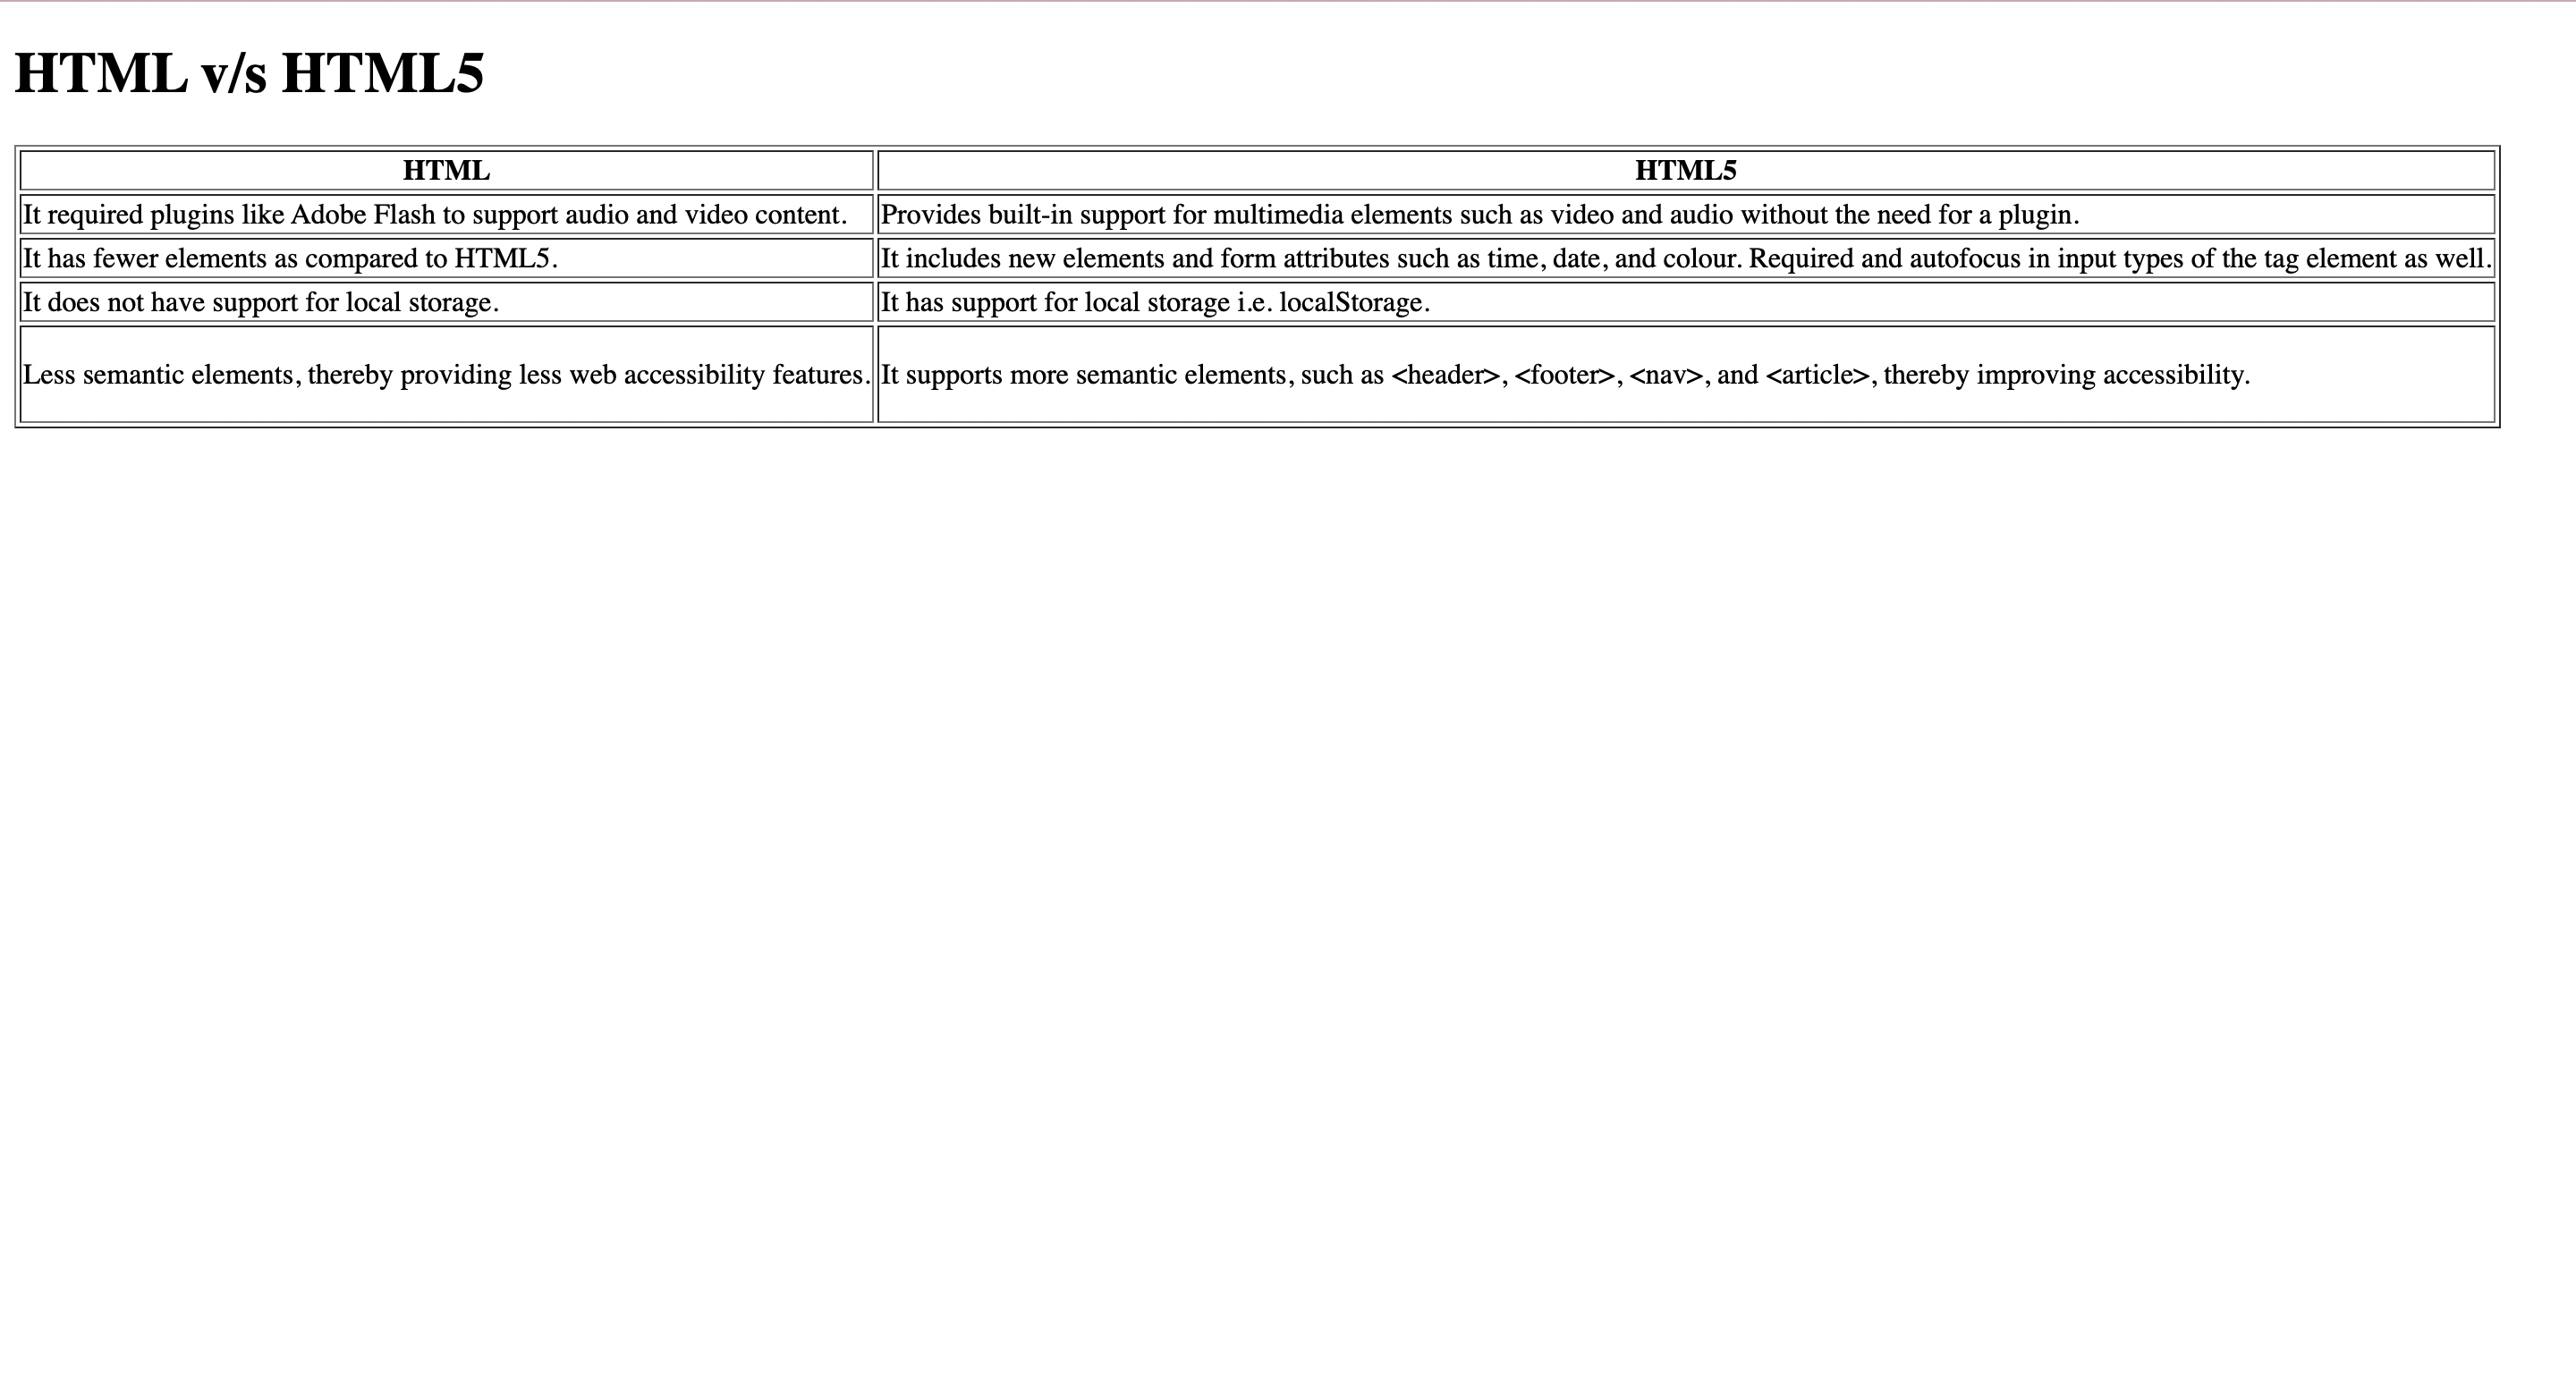 HTML v/s HTML5
HTML HTML5
It required plugins like Adobe Flash to support audio and video content. Provides built-in support for multimedia elements such as video and audio without the need for a plugin.
It has fewer elements as compared to HTML5. It includes new elements and form attributes such as time, date, and colour. Required and autofocus in input types of the tag element as well.
It does not have support for local storage. It has support for local storage i.e. localStorage.
Less semantic elements, thereby providing less web accessibility features. It supports more semantic elements, such as <header>, <footer>, <nav>, and <article>, thereby improving accessibility.